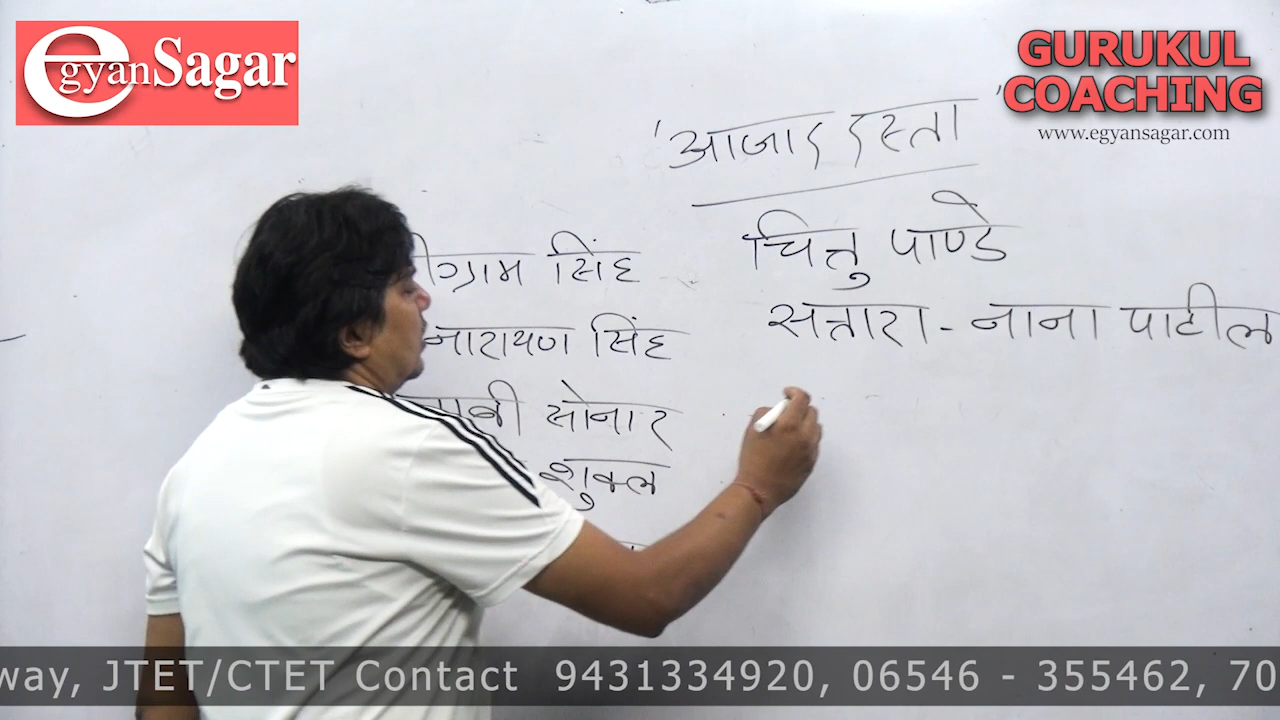 egyanSagar
GURUKUL
COACHING
www.egyansagar.com
'आजाद दस्ता'
सिंह
नारायण सिंह
सोनार
शुक्ल
चित्तु पाण्डे
सत्तारा - नाना पाटील
way, JTET/CTET Contact 9431334920, 06546 - 355462, 70